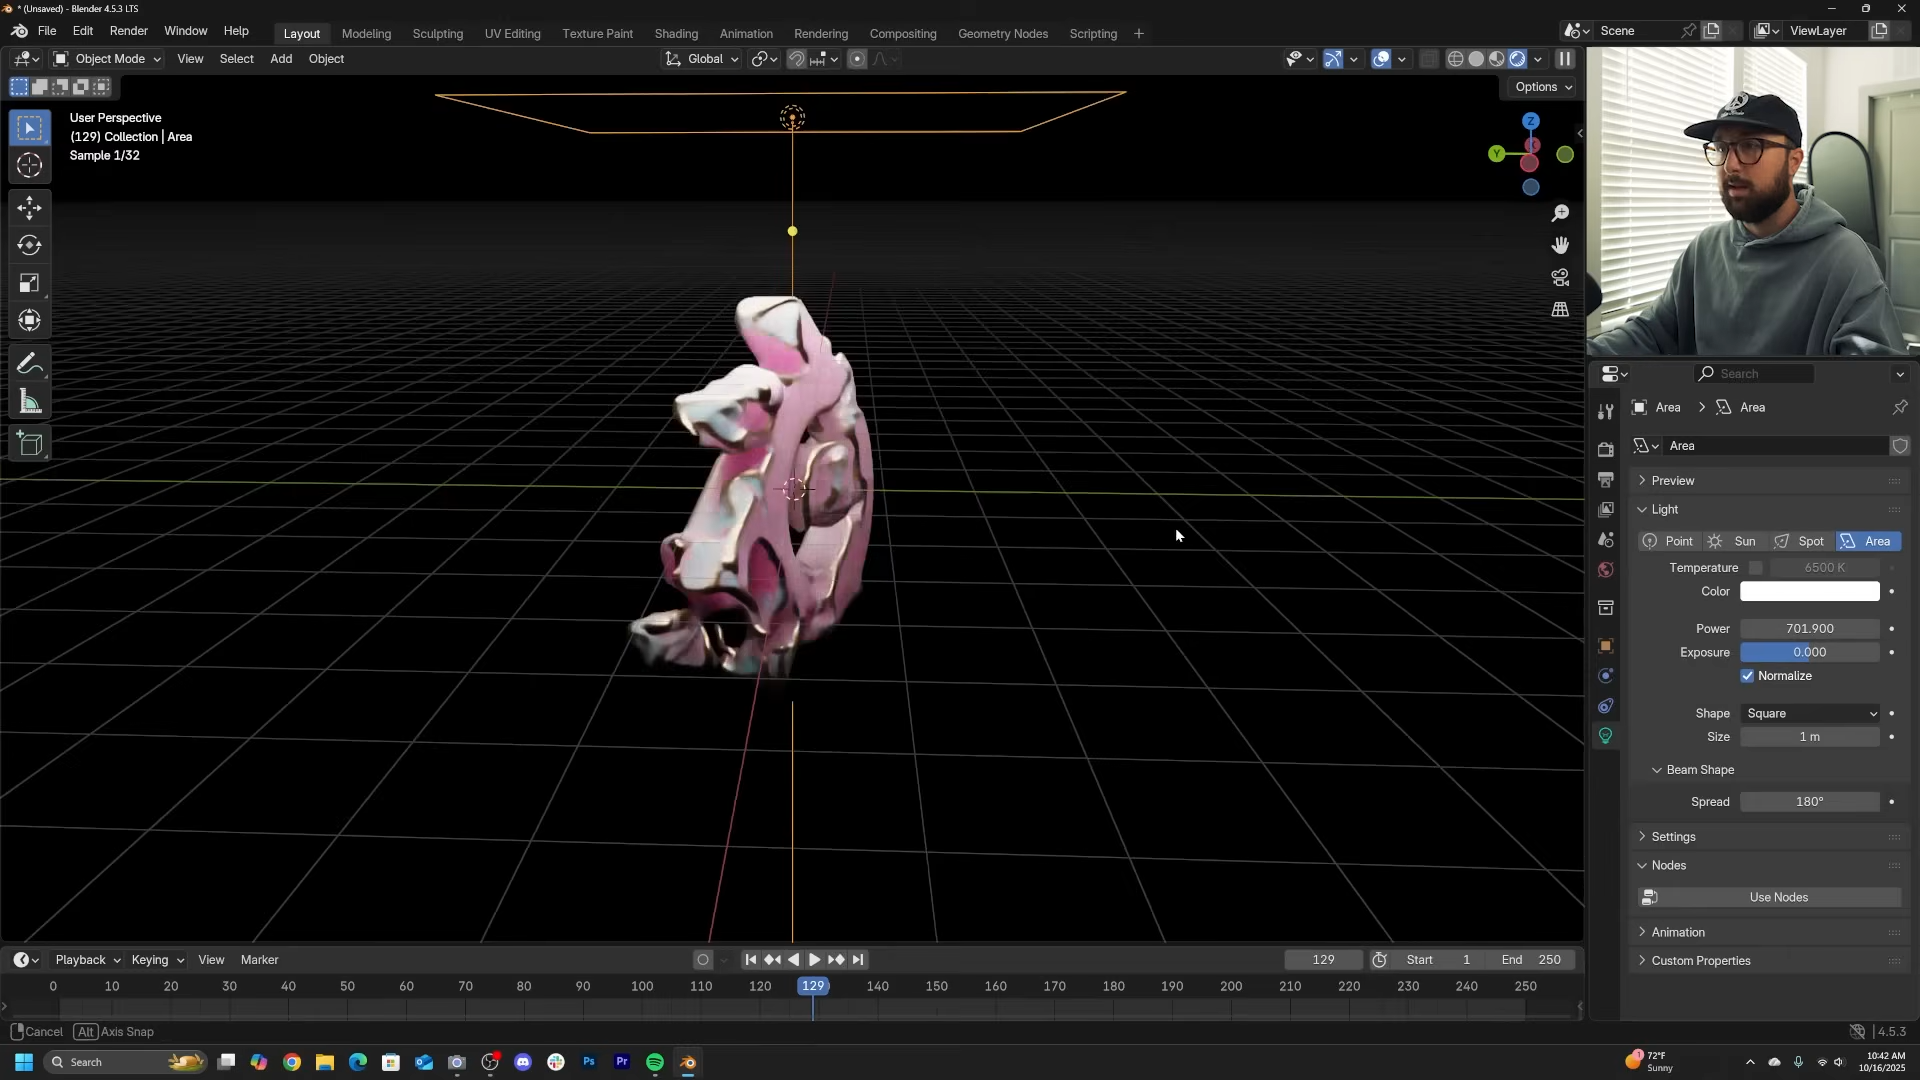 * (Unsaved) - Blender 4.5.3 LTS
File Edit Render Window Help
Layout Modeling Sculpting UV Editing Texture Paint Shading Animation Rendering Compositing Geometry Nodes Scripting +
Scene ViewLayer
Object Mode View Select Add Object
Global
Options
User Perspective
(129) Collection | Area
Sample 1/32
Z
Y
Search
Area > Area
Area
Preview
Light
Point Sun Spot Area
Temperature 6500 K
Color
Power 701.900
Exposure 0.000
Normalize
Shape Square
Size 1 m
Beam Shape
Spread 180°
Settings
Nodes
Use Nodes
Animation
Custom Properties
Playback Keying View Marker
129 Start 1 End 250
0 10 20 30 40 50 60 70 80 90 100 110 120 129 140 150 160 170 180 190 200 210 220 230 240 250
Cancel Alt Axis Snap
4.5.3
Search
Ps
Pr
1
72°F
Sunny
10:42 AM
10/16/2025